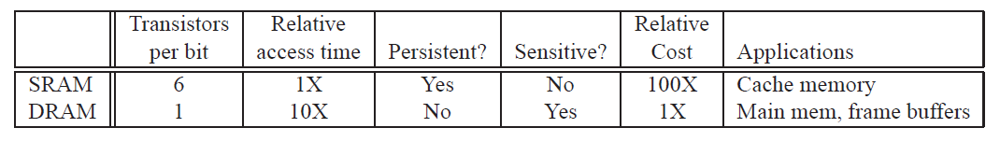 Transistors Relative Relative
per bit access time Persistent? Sensitive? Cost Applications
SRAM 6 1X Yes No 100X Cache memory
DRAM 1 10X No Yes 1X Main mem, frame buffers